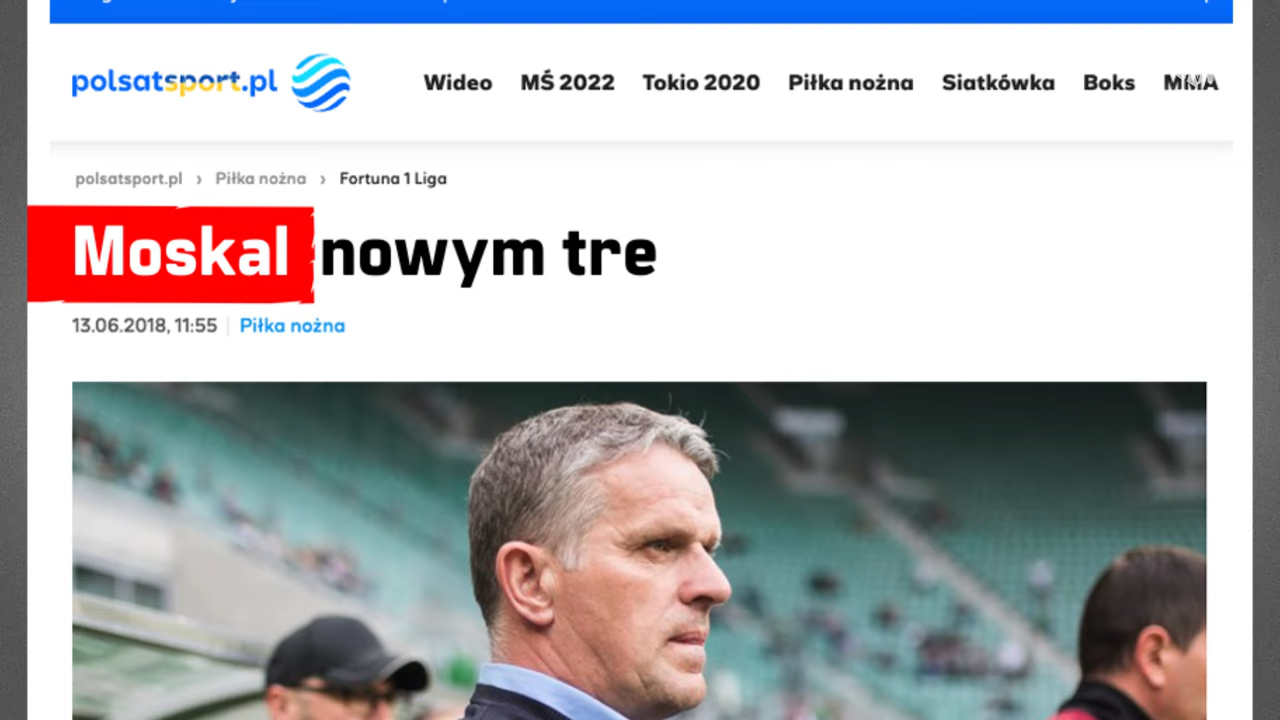 polsatsport.pl
Wideo MŚ 2022 Tokio 2020 Piłka nożna Siatkówka Boks MMA
polsatsport.pl › Piłka nożna › Fortuna 1 Liga
Moskal nowym tre
13.06.2018, 11:55 Piłka nożna